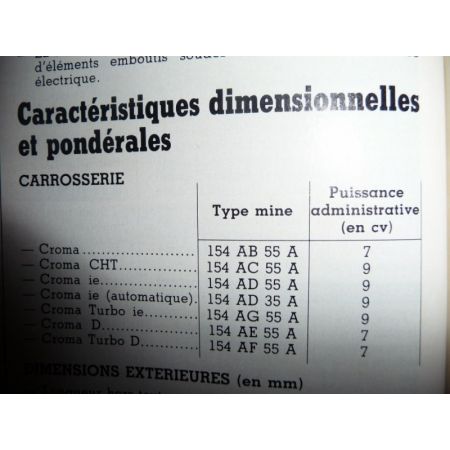 d'éléments emboutis
électrique.
Caractéristiques dimensionnelles
et pondérales
CARROSSERIE
Type mine
Puissance
administrative
(en cv)
— Croma.................... 154 AB 55 A 7
— Croma CHT.............. 154 AC 55 A 9
— Croma ie................. 154 AD 55 A 9
— Croma ie (automatique). 154 AD 35 A 9
— Croma Turbo ie.......... 154 AG 55 A 9
— Croma D................. 154 AE 55 A 7
— Croma Turbo D........... 154 AF 55 A 7
DIMENSIONS EXTERIEURES (en mm)